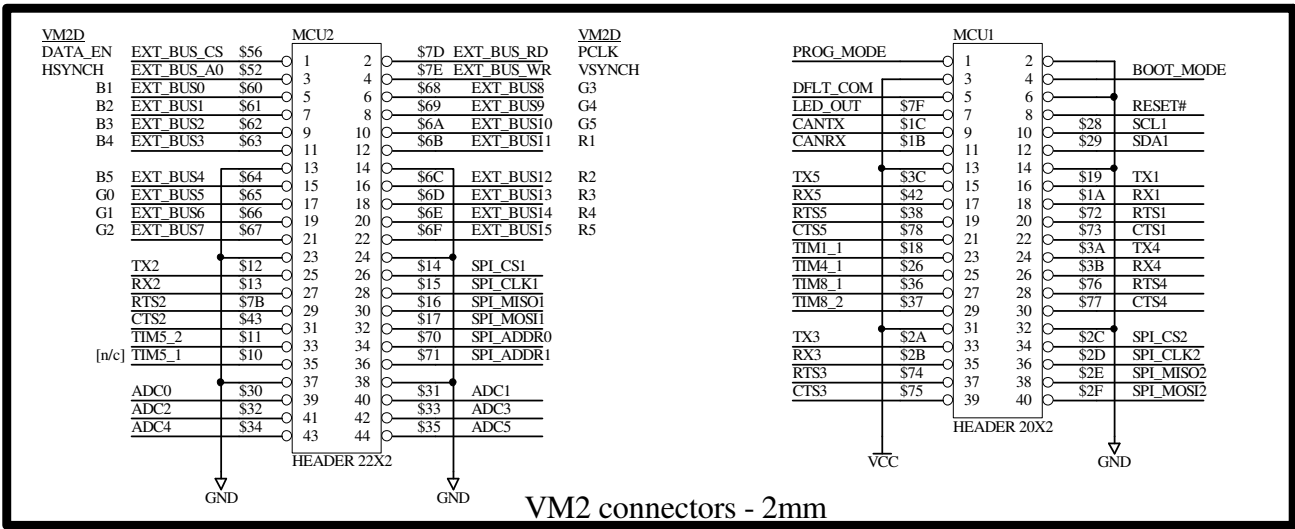 VM2D MCU2 VM2D MCU1
DATA_EN EXT_BUS_CS $56 1 2 $7D EXT_BUS_RD PCLK PROG_MODE 1 2
HSYNCH EXT_BUS_A0 $52 3 4 $7E EXT_BUS_WR VSYNCH 3 4 BOOT_MODE
B1 EXT_BUS0 $60 5 6 $68 EXT_BUS8 G3 DFLT_COM 5 6
B2 EXT_BUS1 $61 7 8 $69 EXT_BUS9 G4 LED_OUT $7F 7 8 RESET#
B3 EXT_BUS2 $62 9 10 $6A EXT_BUS10 G5 CANTX $1C 9 10 $28 SCL1
B4 EXT_BUS3 $63 11 12 $6B EXT_BUS11 R1 CANRX $1B 11 12 $29 SDA1
13 14 13 14
B5 EXT_BUS4 $64 15 16 $6C EXT_BUS12 R2 TX5 $3C 15 16 $19 TX1
G0 EXT_BUS5 $65 17 18 $6D EXT_BUS13 R3 RX5 $42 17 18 $1A RX1
G1 EXT_BUS6 $66 19 20 $6E EXT_BUS14 R4 RTS5 $38 19 20 $72 RTS1
G2 EXT_BUS7 $67 21 22 $6F EXT_BUS15 R5 CTS5 $78 21 22 $73 CTS1
23 24 TIM1_1 $18 23 24 $3A TX4
TX2 $12 25 26 $14 SPI_CS1 TIM4_1 $26 25 26 $3B RX4
RX2 $13 27 28 $15 SPI_CLK1 TIM8_1 $36 27 28 $76 RTS4
RTS2 $7B 29 30 $16 SPI_MISO1 TIM8_2 $37 29 30 $77 CTS4
CTS2 $43 31 32 $17 SPI_MOSI1 31 32
TIM5_2 $11 33 34 $70 SPI_ADDR0 TX3 $2A 33 34 $2C SPI_CS2
[n/c] TIM5_1 $10 35 36 $71 SPI_ADDR1 RX3 $2B 35 36 $2D SPI_CLK2
37 38 RTS3 $74 37 38 $2E SPI_MISO2
ADC0 $30 39 40 $31 ADC1 CTS3 $75 39 40 $2F SPI_MOSI2
ADC2 $32 41 42 $33 ADC3 HEADER 20X2
ADC4 $34 43 44 $35 ADC5
HEADER 22X2 VCC GND
GND GND
VM2 connectors - 2mm